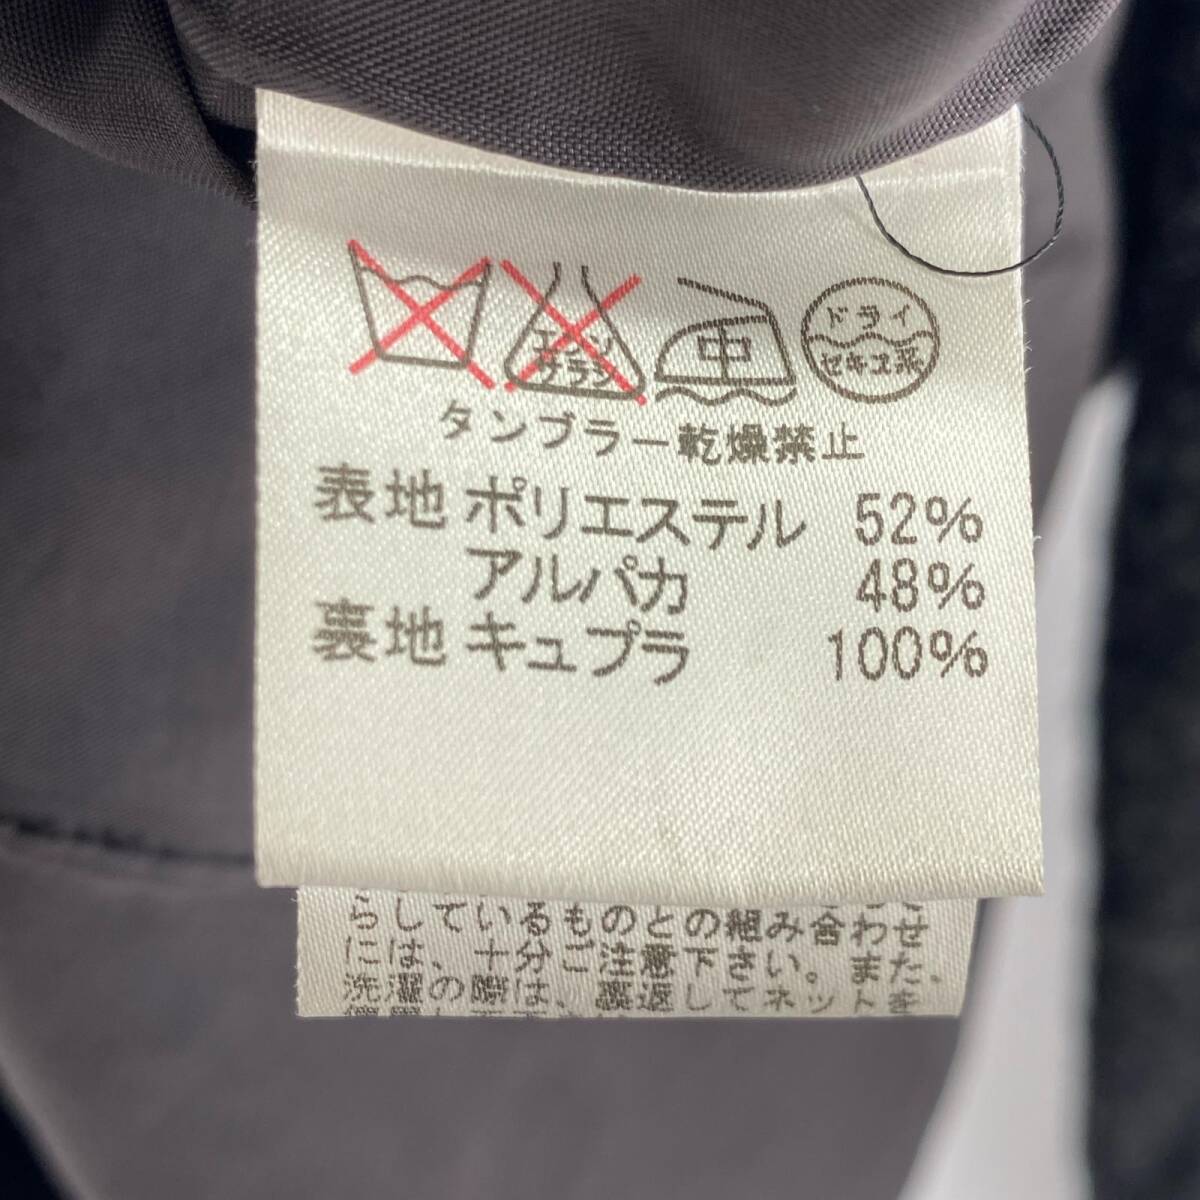 エンソ
サラシ
中
ドライ
セキユ系
タンブラー乾燥禁止
表地 ポリエステル 52%
アルパカ 48%
裏地 キュプラ 100%
らしているものとの組み合わせ
には、十分ご注意下さい。また、
洗濯の際は、裏返してネットを